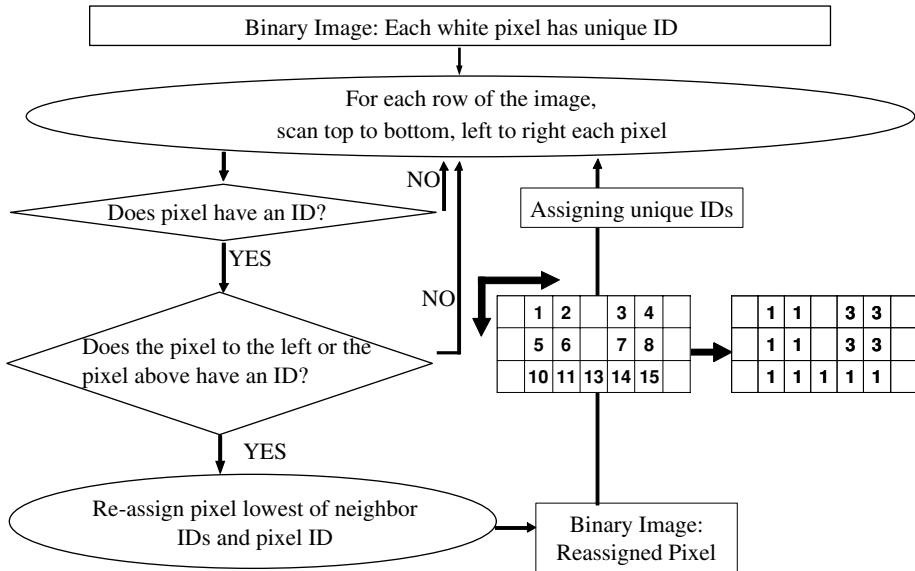 Binary Image: Each white pixel has unique ID
For each row of the image,
scan top to bottom, left to right each pixel
NO
Does pixel have an ID?
Assigning unique IDs
YES
NO
1 2 3 4
5 6 7 8
10 11 13 14 15
1 1 3 3
1 1 3 3
1 1 1 1 1
Does the pixel to the left or the
pixel above have an ID?
YES
Re-assign pixel lowest of neighbor
IDs and pixel ID
Binary Image:
Reassigned Pixel